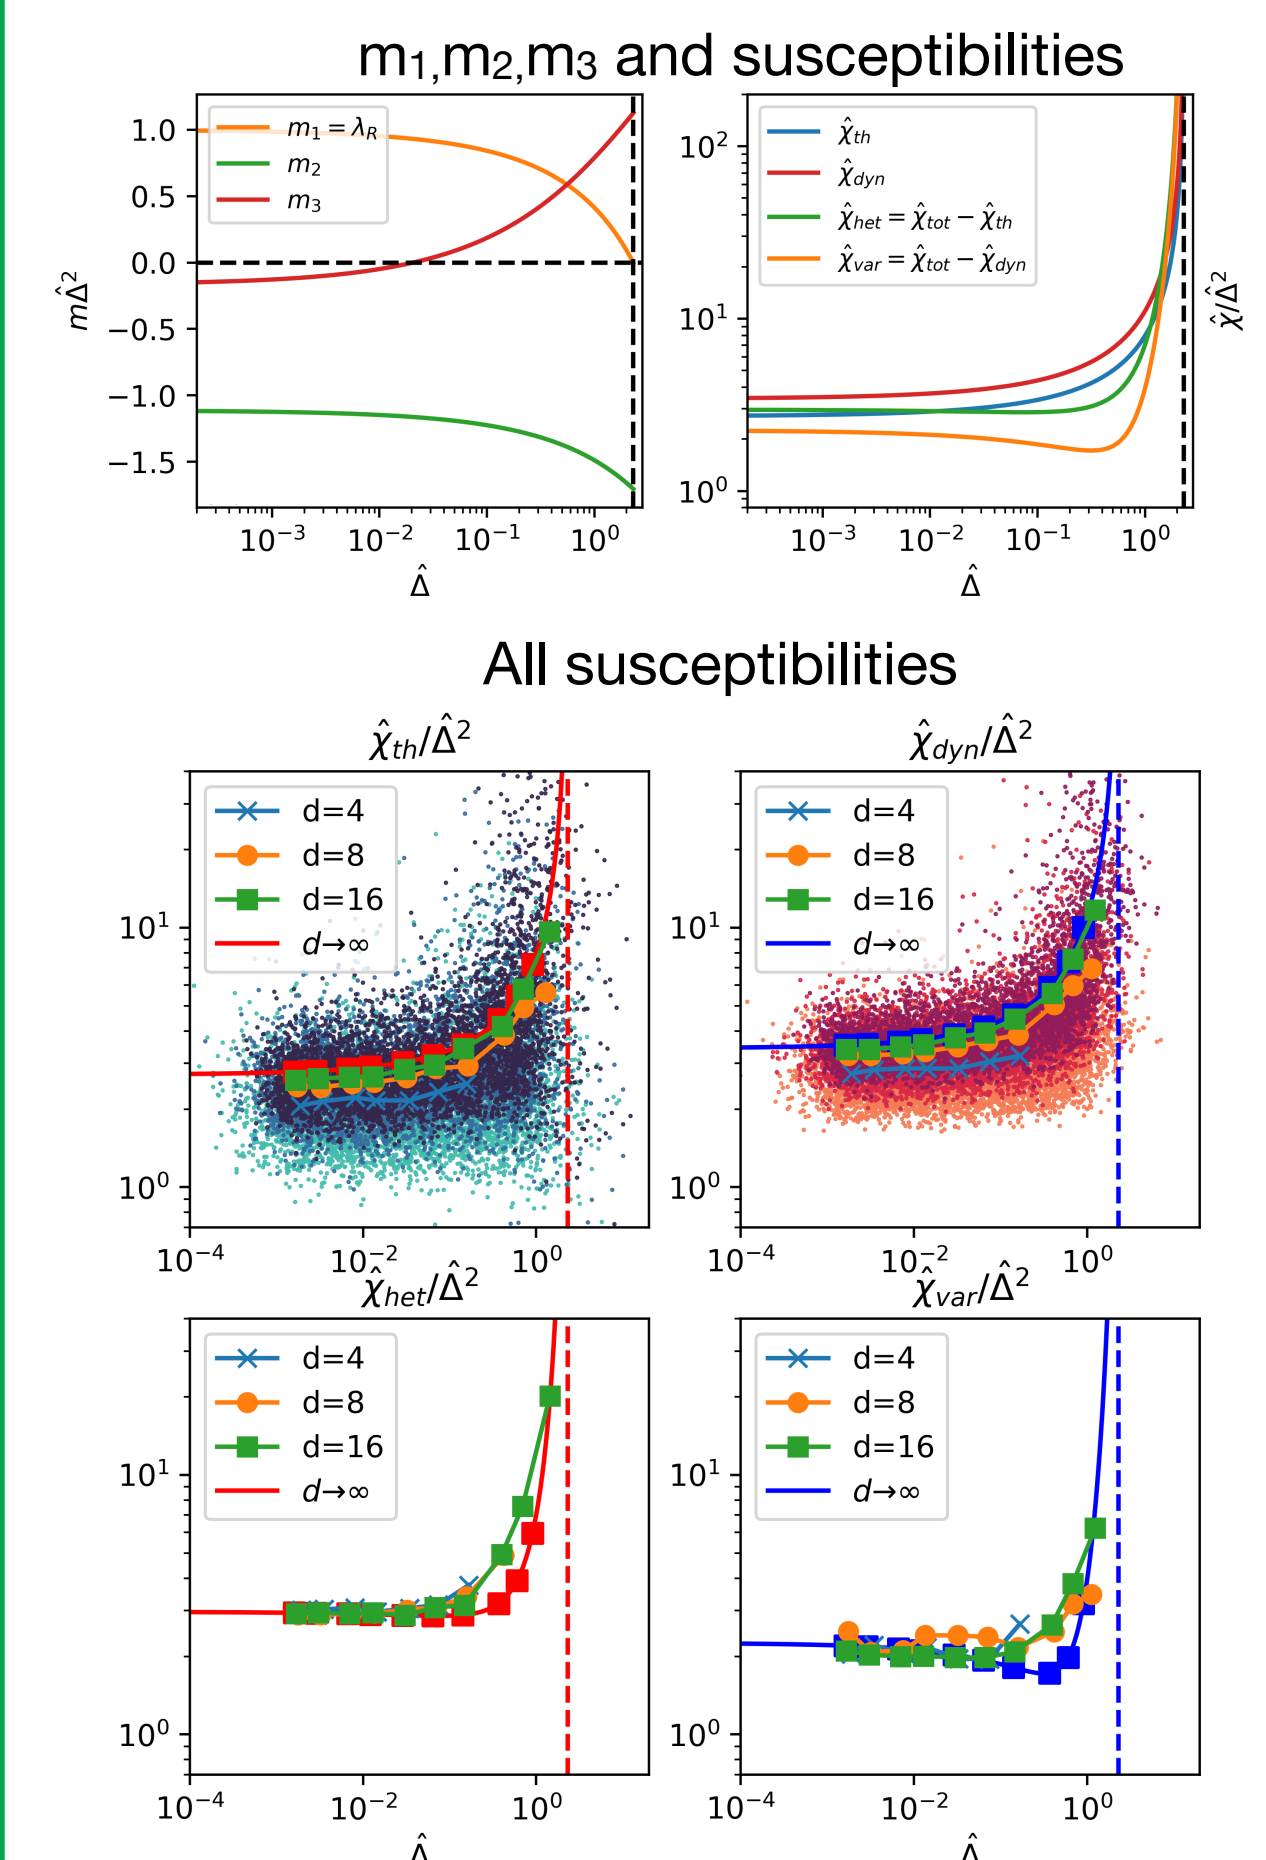 m₁,m₂,m₃ and susceptibilities
m₁ = λ_R
m₂
m₃
1.0
0.5
0.0
−0.5
−1.0
−1.5
mΔ̂²
10⁻³ 10⁻² 10⁻¹ 10⁰
Δ̂
χ̂_th
χ̂_dyn
χ̂_het = χ̂_tot − χ̂_th
χ̂_var = χ̂_tot − χ̂_dyn
10²
10¹
10⁰
χ̂/Δ̂²
10⁻³ 10⁻² 10⁻¹ 10⁰
Δ̂
All susceptibilities
χ̂_th/Δ̂²
d=4
d=8
d=16
d→∞
10¹
10⁰
10⁻⁴ 10⁻² 10⁰
χ̂_dyn/Δ̂²
d=4
d=8
d=16
d→∞
10¹
10⁰
10⁻⁴ 10⁻² 10⁰
χ̂_het/Δ̂²
d=4
d=8
d=16
d→∞
10¹
10⁰
10⁻⁴ 10⁻² 10⁰
Δ̂
χ̂_var/Δ̂²
d=4
d=8
d=16
d→∞
10¹
10⁰
10⁻⁴ 10⁻² 10⁰
Δ̂